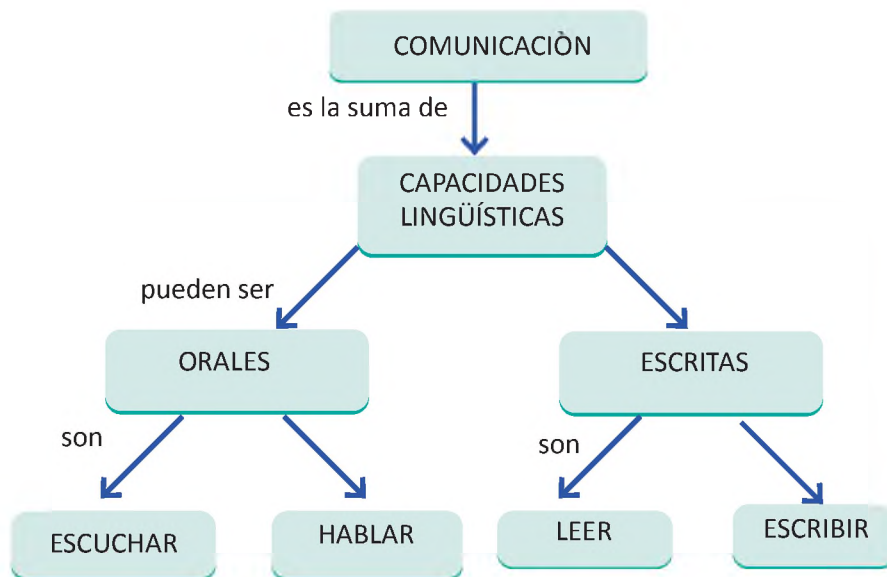 COMUNICACIÒN
es la suma de
CAPACIDADES
LINGÜÍSTICAS
pueden ser
ORALES
ESCRITAS
son
son
ESCUCHAR
HABLAR
LEER
ESCRIBIR